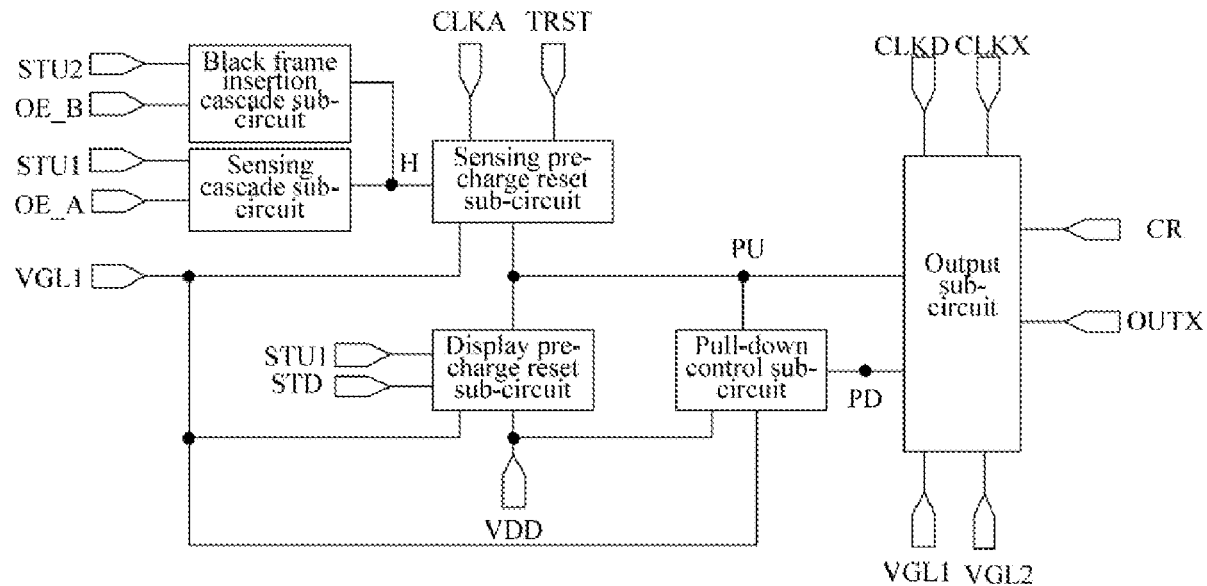 CLKA
TRST
CLKD
CLKX
STU2
OE_B
Black frame
insertion
cascade sub-
circuit
STU1
OE_A
Sensing
cascade sub-
circuit
H
Sensing pre-
charge reset
sub-circuit
CR
VGL1
PU
Output
sub-
circuit
OUTX
STU1
STD
Display pre-
charge reset
sub-circuit
Pull-down
control sub-
circuit
PD
VDD
VGL1
VGL2